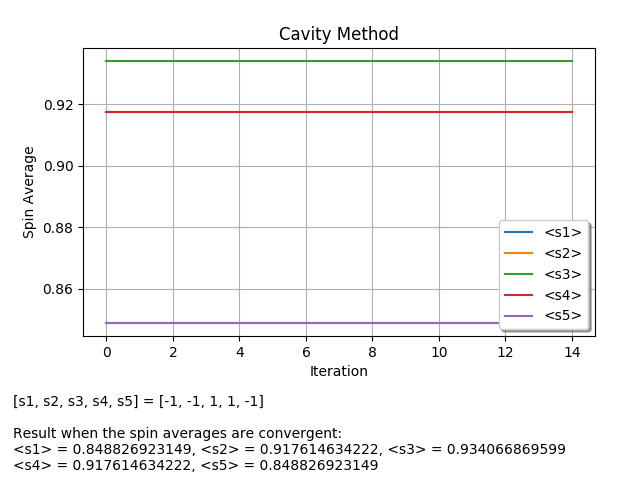 Cavity Method
0.92
0.90
0.88
0.86
Spin Average
<s1>
<s2>
<s3>
<s4>
<s5>
0 2 4 6 8 10 12 14
Iteration
[s1, s2, s3, s4, s5] = [-1, -1, 1, 1, -1]
Result when the spin averages are convergent:
<s1> = 0.848826923149, <s2> = 0.917614634222, <s3> = 0.934066869599
<s4> = 0.917614634222, <s5> = 0.848826923149